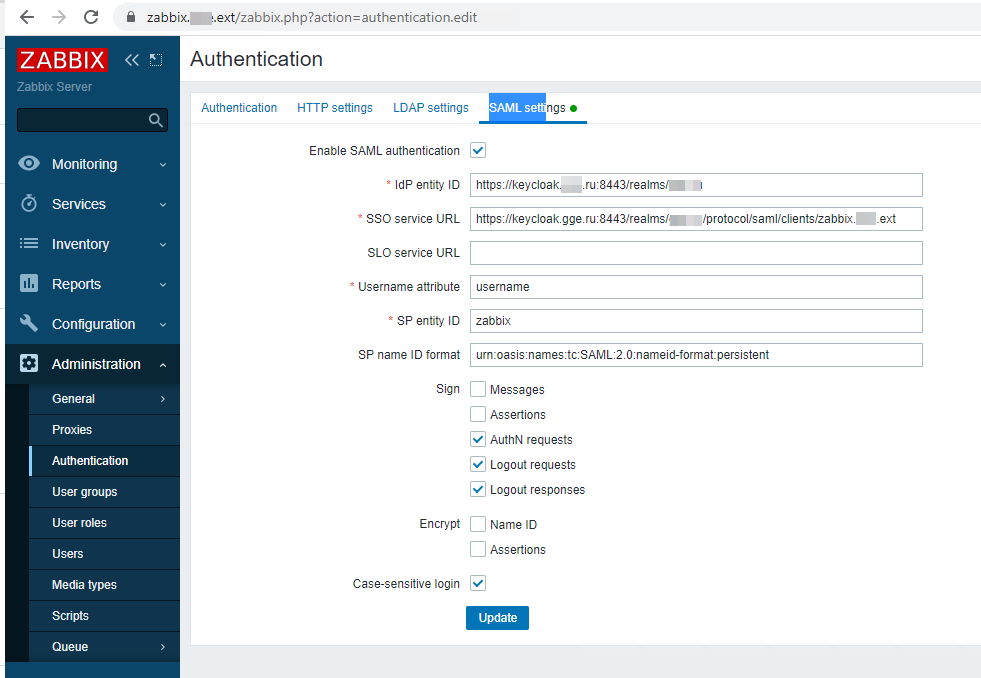 zabbix. .ext/zabbix.php?action=authentication.edit
ZABBIX
Zabbix Server
Monitoring
Services
Inventory
Reports
Configuration
Administration
General
Proxies
Authentication
User groups
User roles
Users
Media types
Scripts
Queue
Authentication
Authentication HTTP settings LDAP settings SAML settings
Enable SAML authentication
* IdP entity ID https://keycloak. .ru:8443/realms/
* SSO service URL https://keycloak.gge.ru:8443/realms/ /protocol/saml/clients/zabbix. .ext
SLO service URL
* Username attribute username
* SP entity ID zabbix
SP name ID format urn:oasis:names:tc:SAML:2.0:nameid-format:persistent
Sign Messages
Assertions
AuthN requests
Logout requests
Logout responses
Encrypt Name ID
Assertions
Case-sensitive login
Update